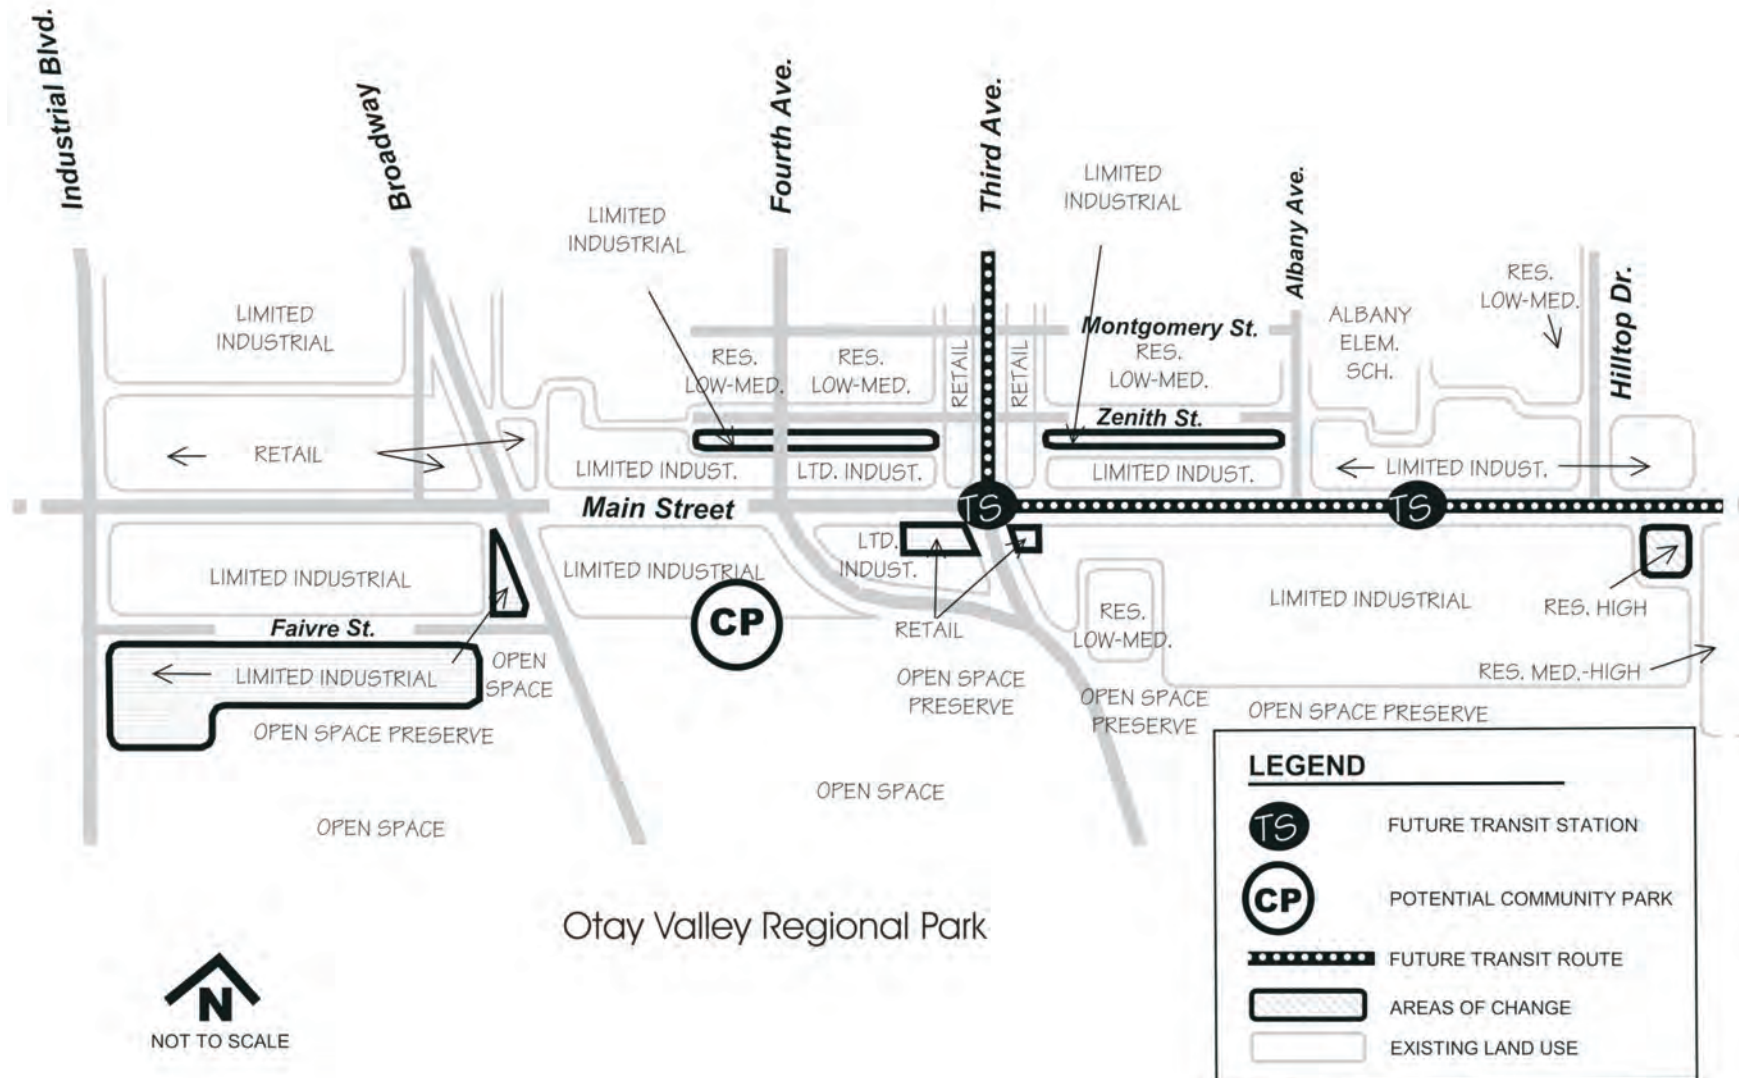 Industrial Blvd.
Broadway
Fourth Ave.
Third Ave.
Albany Ave.
Hilltop Dr.
LIMITED
INDUSTRIAL
LIMITED
INDUSTRIAL
LIMITED
INDUSTRIAL
RES.
LOW-MED.
ALBANY
ELEM.
SCH.
Montgomery St.
RES.
LOW-MED.
RES.
LOW-MED.
RETAIL
RETAIL
RES.
LOW-MED.
Zenith St.
RETAIL
LIMITED INDUST.
LTD. INDUST.
LIMITED INDUST.
LIMITED INDUST.
Main Street
TS
TS
LIMITED INDUSTRIAL
LIMITED INDUSTRIAL
LTD.
INDUST.
RETAIL
RES.
LOW-MED.
LIMITED INDUSTRIAL
RES. HIGH
RES. MED.-HIGH
CP
Faivre St.
LIMITED INDUSTRIAL
OPEN
SPACE
OPEN SPACE PRESERVE
OPEN SPACE
PRESERVE
OPEN SPACE
PRESERVE
OPEN SPACE PRESERVE
OPEN SPACE
OPEN SPACE
Otay Valley Regional Park
N
NOT TO SCALE
LEGEND
TS FUTURE TRANSIT STATION
CP POTENTIAL COMMUNITY PARK
FUTURE TRANSIT ROUTE
AREAS OF CHANGE
EXISTING LAND USE